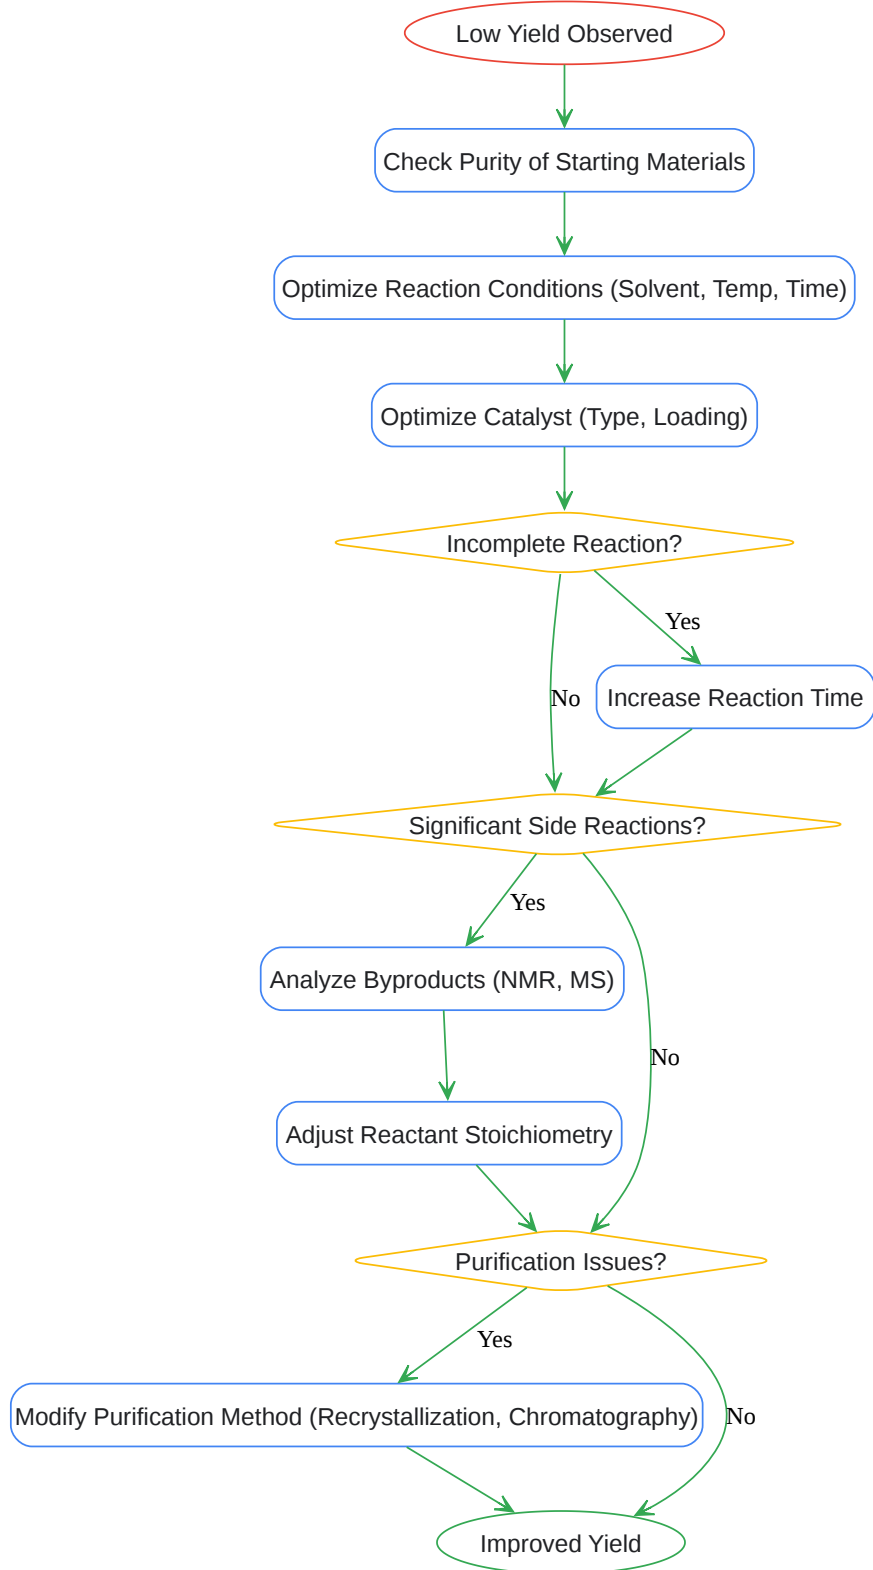 Low Yield Observed
Check Purity of Starting Materials
Optimize Reaction Conditions (Solvent, Temp, Time)
Optimize Catalyst (Type, Loading)
Incomplete Reaction?
Yes
No
Increase Reaction Time
Significant Side Reactions?
Yes
Analyze Byproducts (NMR, MS)
No
Adjust Reactant Stoichiometry
Purification Issues?
Yes
Modify Purification Method (Recrystallization, Chromatography)
No
Improved Yield